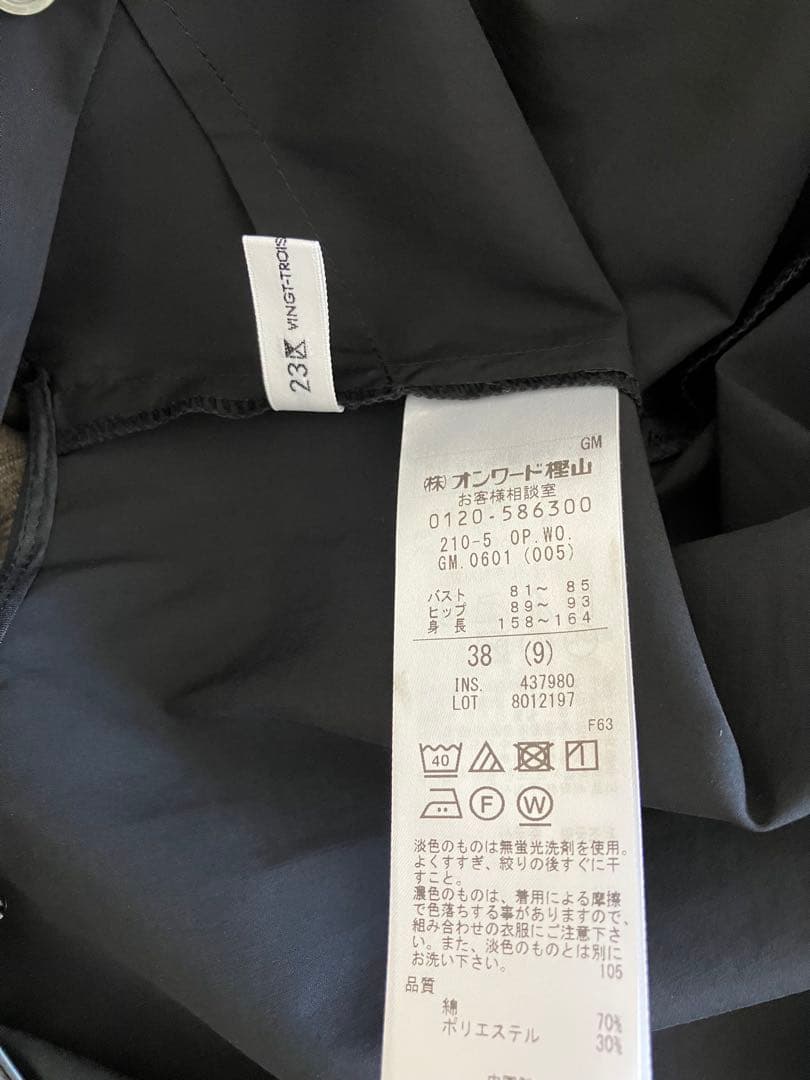 23K VINGT-TROIS
GM
(株)オンワード樫山
お客様相談室
0120-586300
210-5 OP.WO.
GM.0601 (005)
バスト 81~ 85
ヒップ 89~ 93
身長 158~164
38 (9)
INS. 437980
LOT 8012197
F63
40
F W
淡色のものは無蛍光洗剤を使用。
よくすすぎ、絞りの後すぐに干
すこと。
濃色のものは、着用による摩擦
で色落ちする事がありますので、
組み合わせの衣服にご注意下さ
い。また、淡色のものとは別に
お洗い下さい。 105
品質
綿 70%
ポリエステル 30%